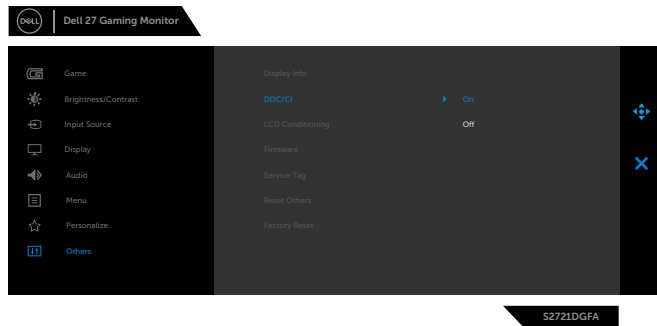 DELL
Dell 27 Gaming Monitor
Game
Display Info
Brightness/Contrast
DDC/CI
On
Input Source
LCD Conditioning
Off
Display
Firmware
Audio
Service Tag
Menu
Reset Others
Personalize
Factory Reset
Others
S2721DGFA